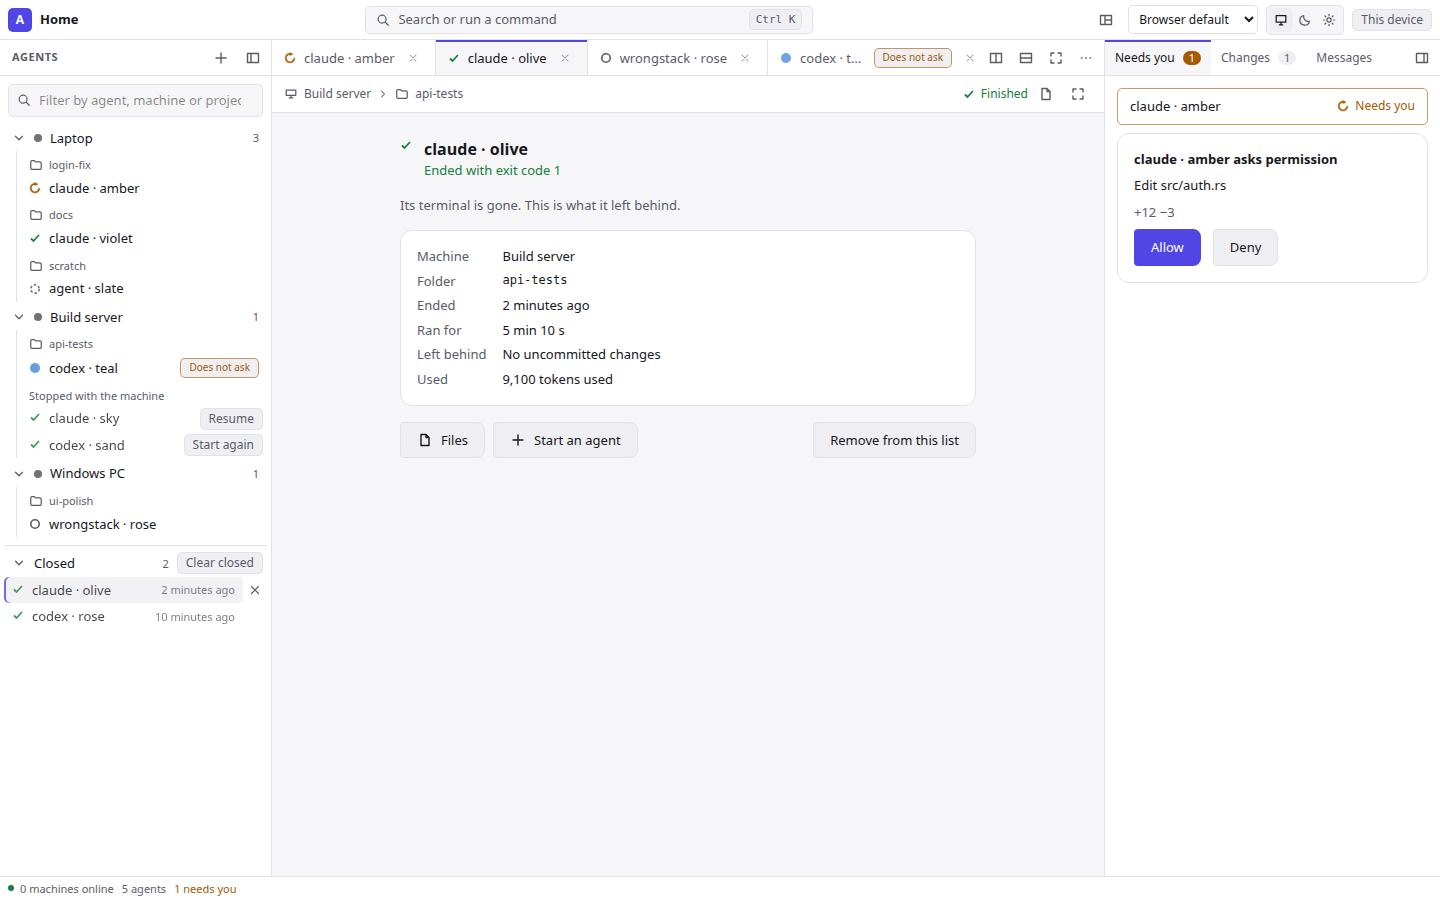 A Home
Search or run a command Ctrl K
Browser default
This device
AGENTS
Filter by agent, machine or projec
Laptop 3
login-fix
claude · amber
docs
claude · violet
scratch
agent · slate
Build server 1
api-tests
codex · teal Does not ask
Stopped with the machine
claude · sky Resume
codex · sand Start again
Windows PC 1
ui-polish
wrongstack · rose
Closed 2 Clear closed
claude · olive 2 minutes ago
codex · rose 10 minutes ago
claude · amber
claude · olive
wrongstack · rose
codex · t... Does not ask
Build server api-tests
Finished
claude · olive
Ended with exit code 1
Its terminal is gone. This is what it left behind.
Machine Build server
Folder api-tests
Ended 2 minutes ago
Ran for 5 min 10 s
Left behind No uncommitted changes
Used 9,100 tokens used
Files
Start an agent
Remove from this list
Needs you 1
Changes 1
Messages
claude · amber Needs you
claude · amber asks permission
Edit src/auth.rs
+12 −3
Allow
Deny
0 machines online 5 agents 1 needs you